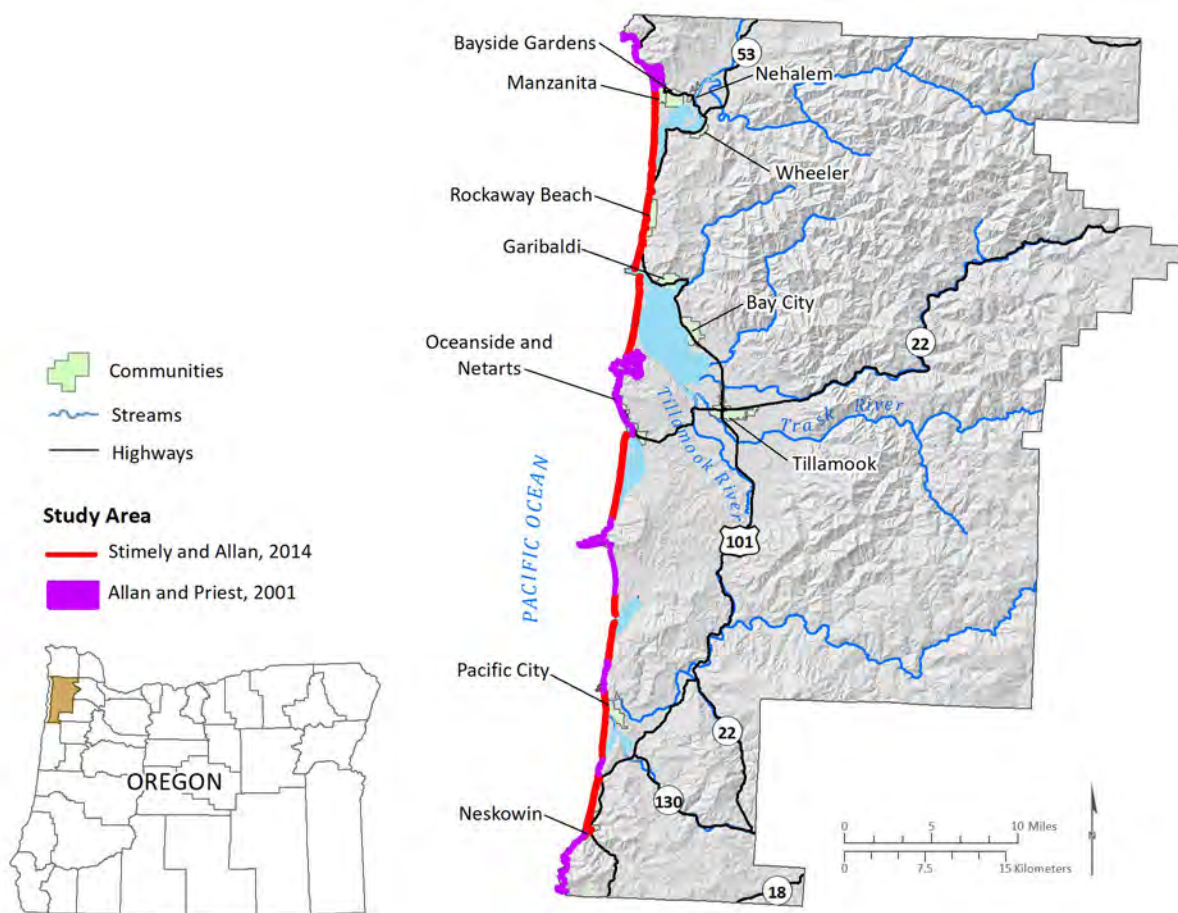 Bayside Gardens
53
Nehalem
Manzanita
Wheeler
Rockaway Beach
Garibaldi
Bay City
22
Oceanside and
Netarts
Communities
Streams
Highways
Tillamook River
Trask River
Tillamook
Study Area
Stimely and Allan, 2014
Allan and Priest, 2001
PACIFIC OCEAN
101
Pacific City
22
OREGON
130
Neskowin
0 5 10 Miles
0 7.5 15 Kilometers
18
N